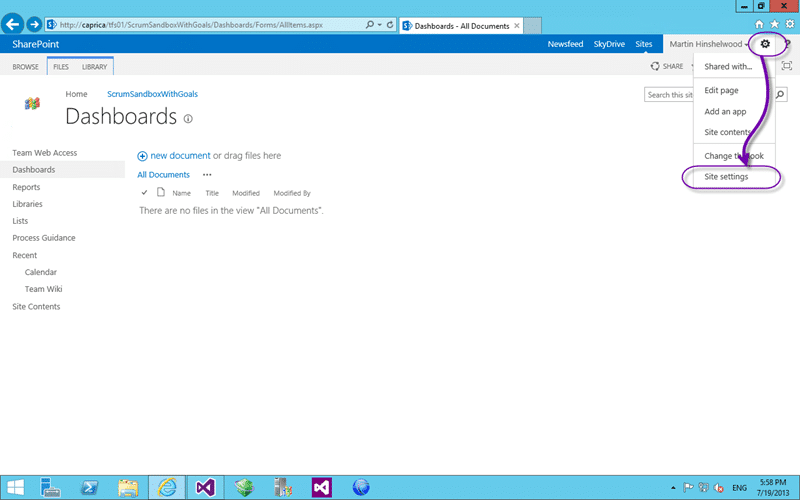 http://caprica/tfs01/ScrumSandboxWithGoals/Dashboards/Forms/AllItems.aspx
Dashboards - All Documents
SharePoint
Newsfeed SkyDrive Sites Martin Hinshelwood
BROWSE FILES LIBRARY
SHARE
Shared with...
Edit page
Add an app
Site contents
Change the look
Site settings
Home ScrumSandboxWithGoals
Search this sit
Dashboards
Team Web Access
Dashboards
Reports
Libraries
Lists
Process Guidance
Recent
Calendar
Team Wiki
Site Contents
new document or drag files here
All Documents ...
Name Title Modified Modified By
There are no files in the view "All Documents".
ENG
5:58 PM
7/19/2013